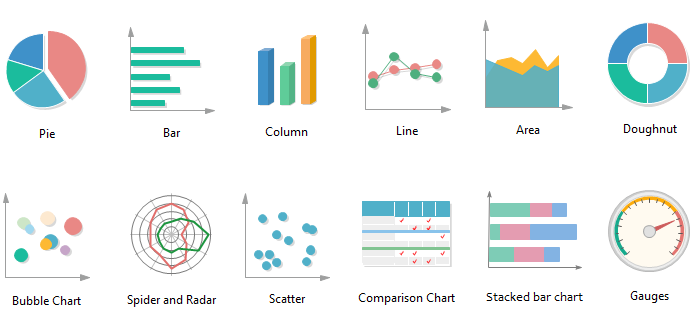 Pie
Bar
Column
Line
Area
Doughnut
Bubble Chart
Spider and Radar
Scatter
Comparison Chart
Stacked bar chart
Gauges